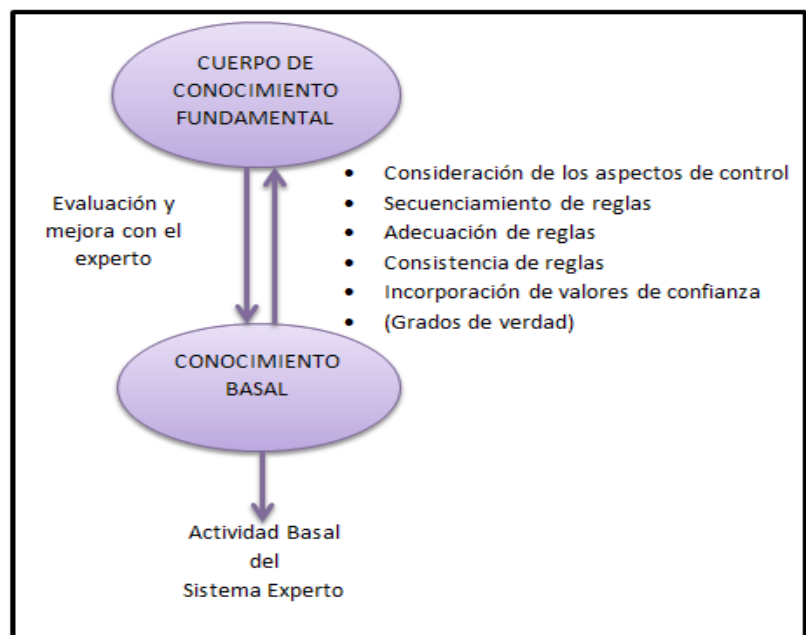 CUERPO DE
CONOCIMIENTO
FUNDAMENTAL
Evaluación y
mejora con el
experto
• Consideración de los aspectos de control
• Secuenciamiento de reglas
• Adecuación de reglas
• Consistencia de reglas
• Incorporación de valores de confianza
• (Grados de verdad)
CONOCIMIENTO
BASAL
Actividad Basal
del
Sistema Experto